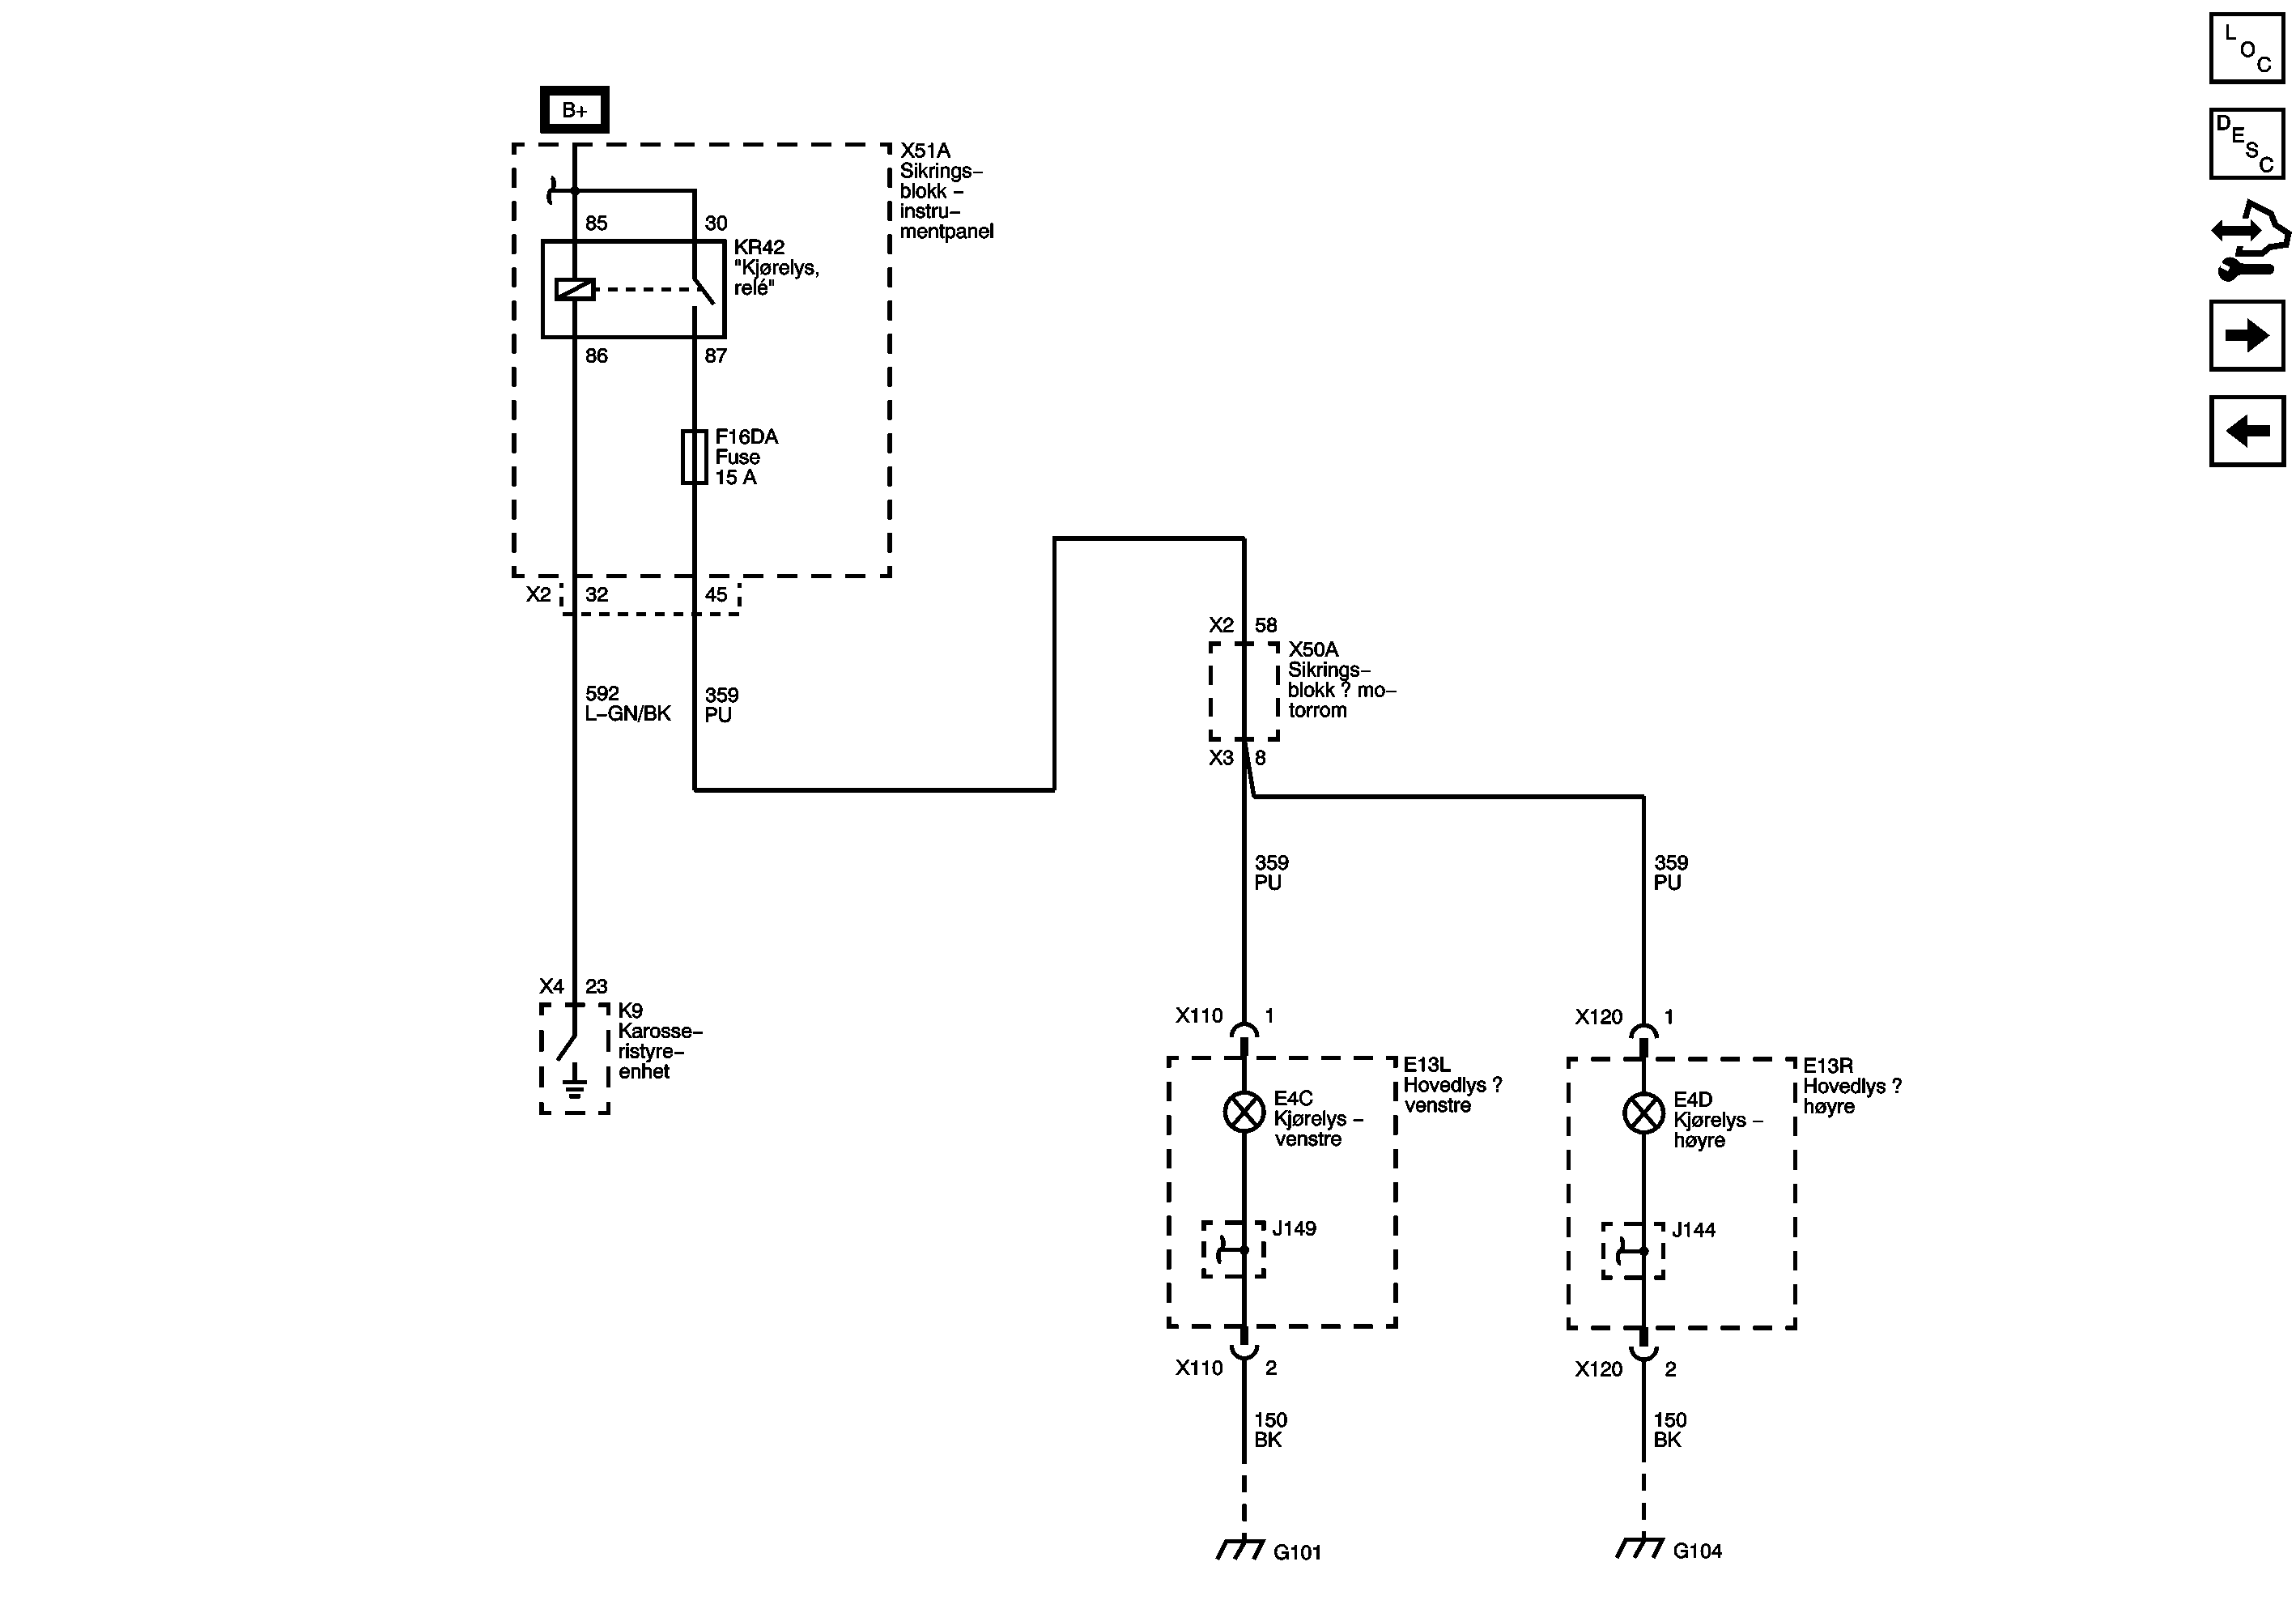 L
O
C
D
E
S
C
B+
X51A
Sikrings-
blokk -
instru-
mentpanel
85
30
KR42
"Kjørelys,
relé"
86
87
F16DA
Fuse
15 A
X2
32
45
592
L-GN/BK
359
PU
X2
58
X50A
Sikrings-
blokk ? mo-
torrom
X3
8
359
PU
359
PU
X4
23
K9
Karosse-
ristyre-
enhet
X110
1
E13L
Hovedlys ?
venstre
E4C
Kjørelys -
venstre
J149
X110
2
150
BK
G101
X120
1
E13R
Hovedlys ?
høyre
E4D
Kjørelys -
høyre
J144
X120
2
150
BK
G104